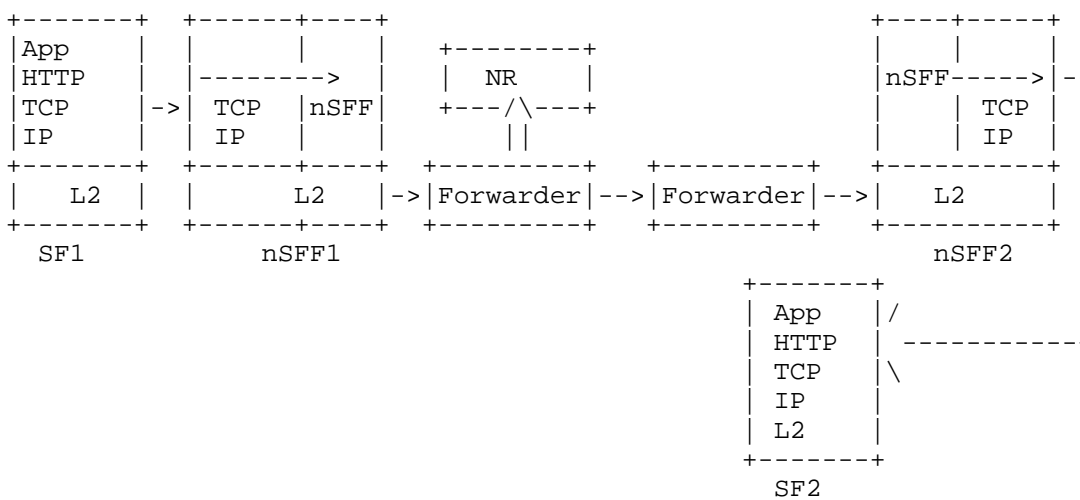 App
HTTP NR nSFF
TCP TCP nSFF TCP
IP IP IP
L2 L2 Forwarder Forwarder L2
SF1 nSFF1 nSFF2
App
HTTP
TCP
IP
L2
SF2